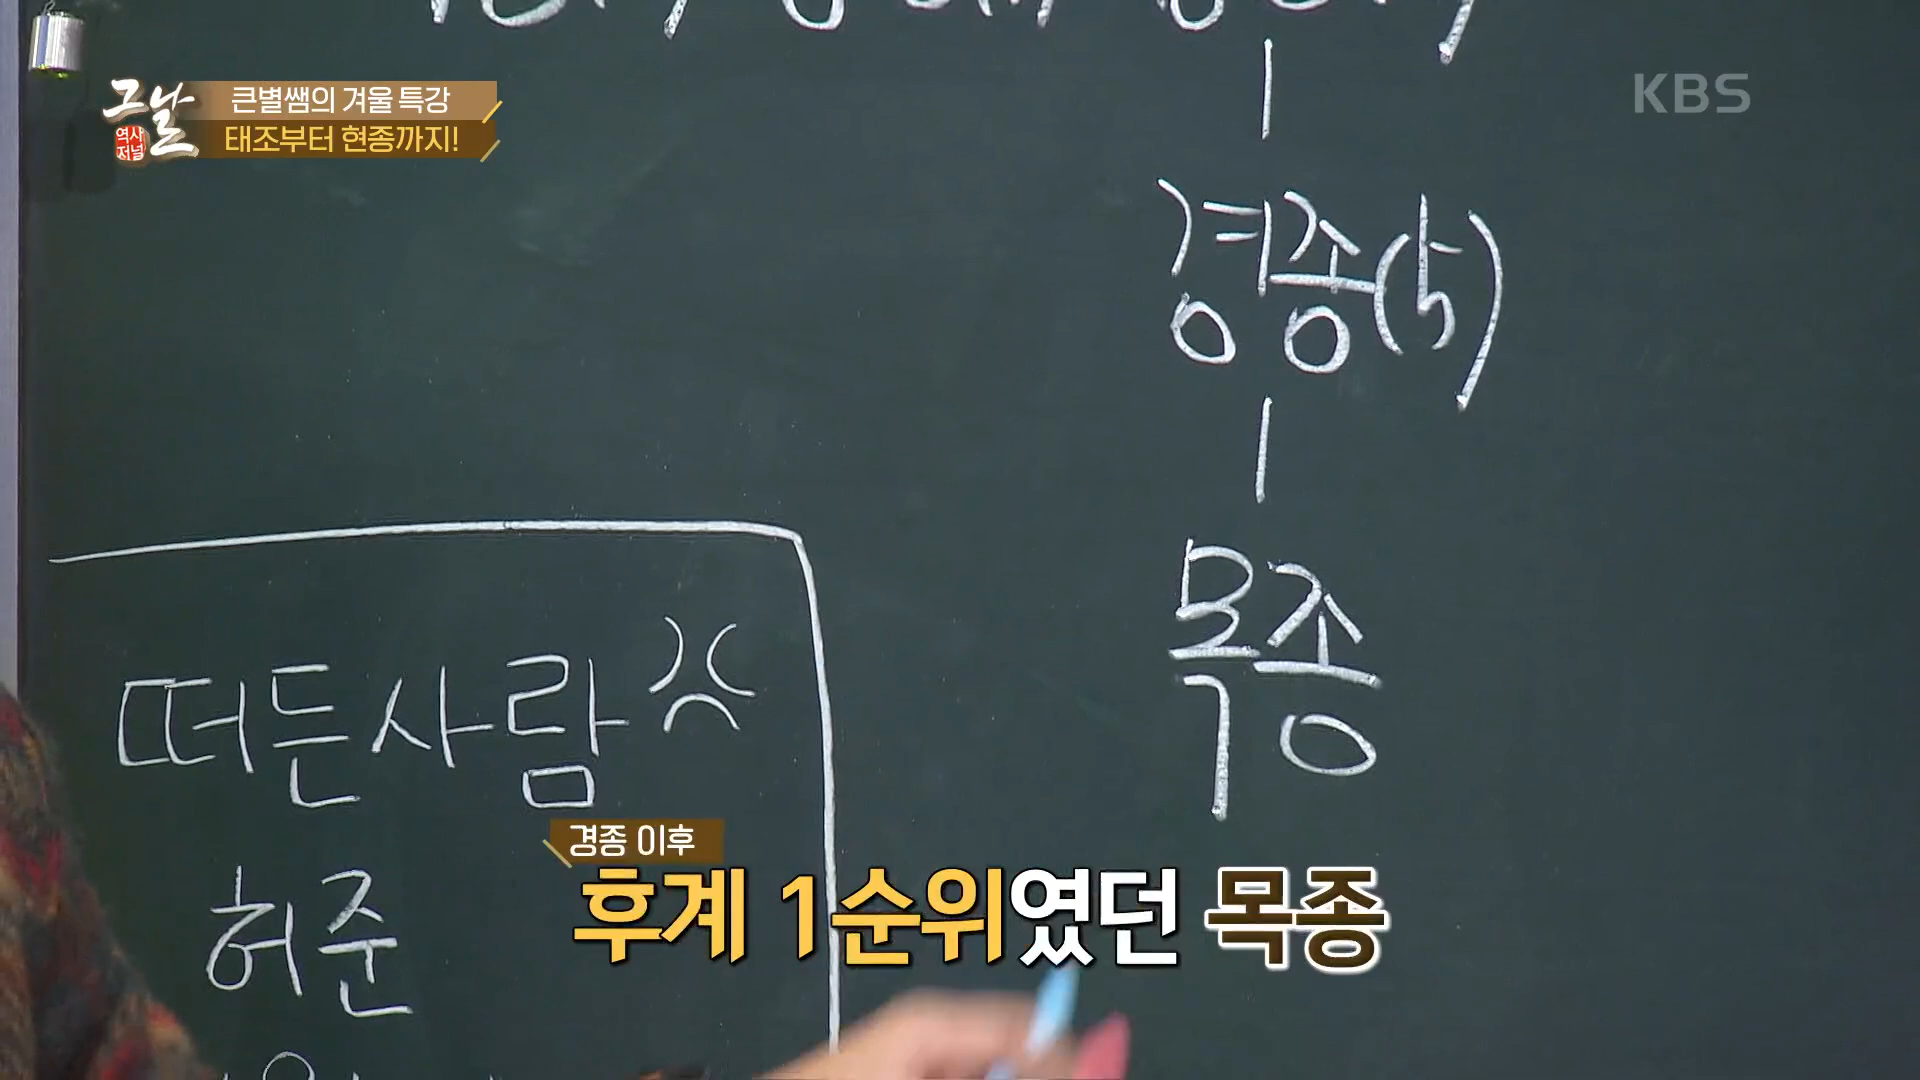 그날
역사
저널
큰별쌤의 겨울 특강
태조부터 현종까지!
KBS
경종(5)
목종
떠든사람
허준
경종 이후
후계 1순위였던 목종